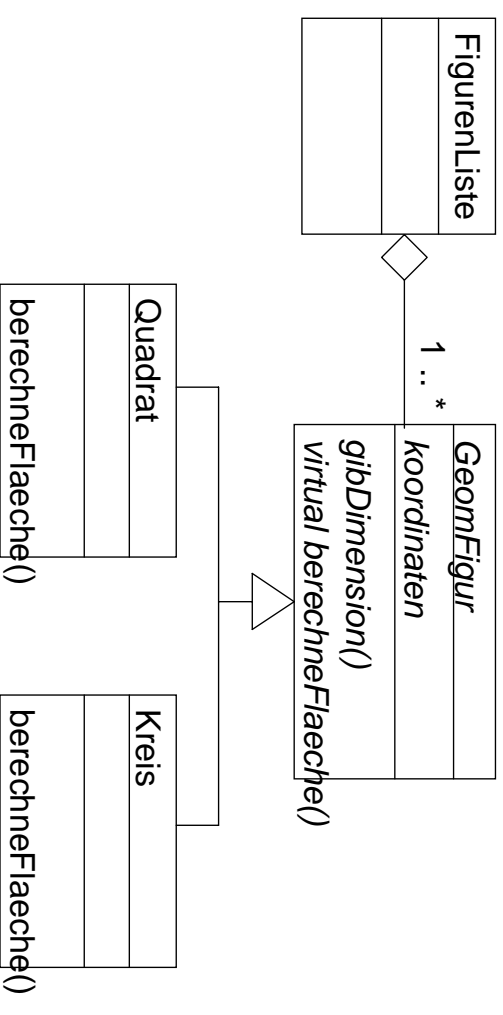 FigurenListe
1 .. *
GeomFigur
koordinaten
gibDimension()
virtual berechneFlaeche()
Quadrat
berechneFlaeche()
Kreis
berechneFlaeche()